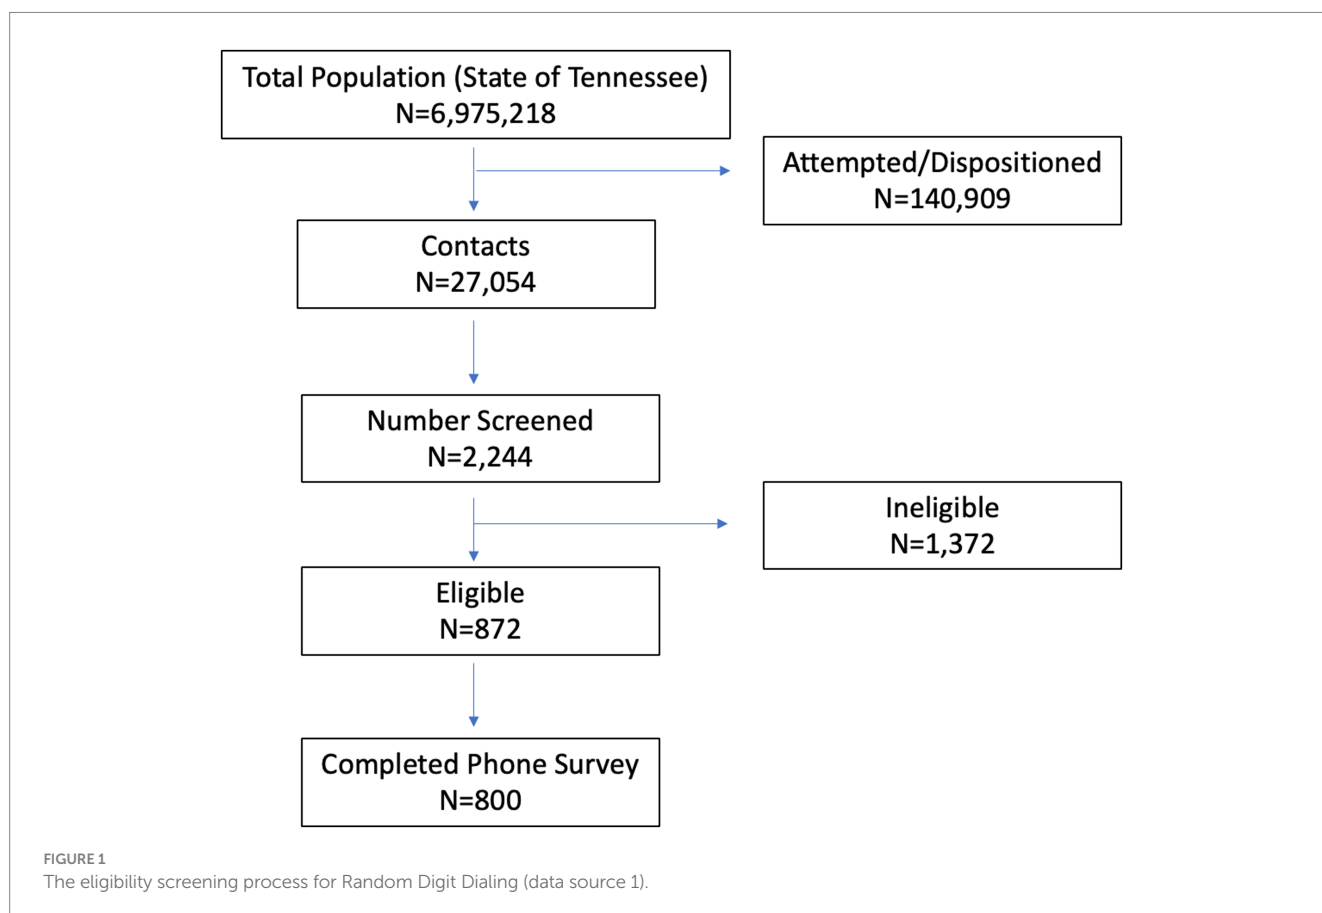 Total Population (State of Tennessee)
N=6,975,218
Attempted/Dispositioned
N=140,909
Contacts
N=27,054
Number Screened
N=2,244
Ineligible
N=1,372
Eligible
N=872
Completed Phone Survey
N=800
FIGURE 1
The eligibility screening process for Random Digit Dialing (data source 1).